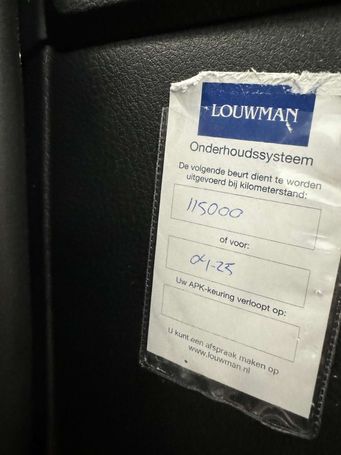 LOUWMAN
Onderhoudssysteem
De volgende beurt dient te worden
uitgevoerd bij kilometerstand:
115000
of voor:
04-25
Uw APK-keuring verloopt op:
U kunt een afspraak maken op
www.louwman.nl